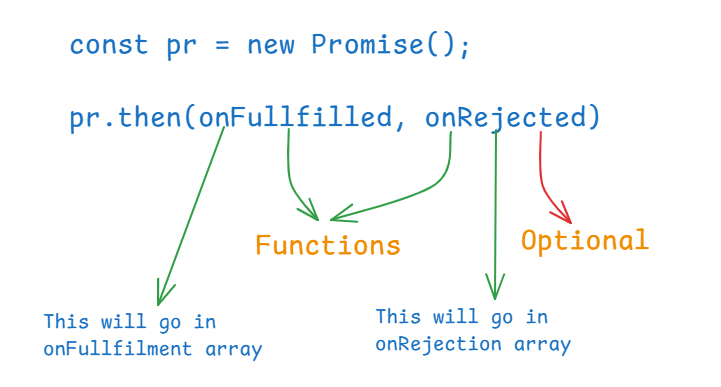 const pr = new Promise();
pr.then(onFullfilled, onRejected)
Functions
Optional
This will go in
onFullfilment array
This will go in
onRejection array